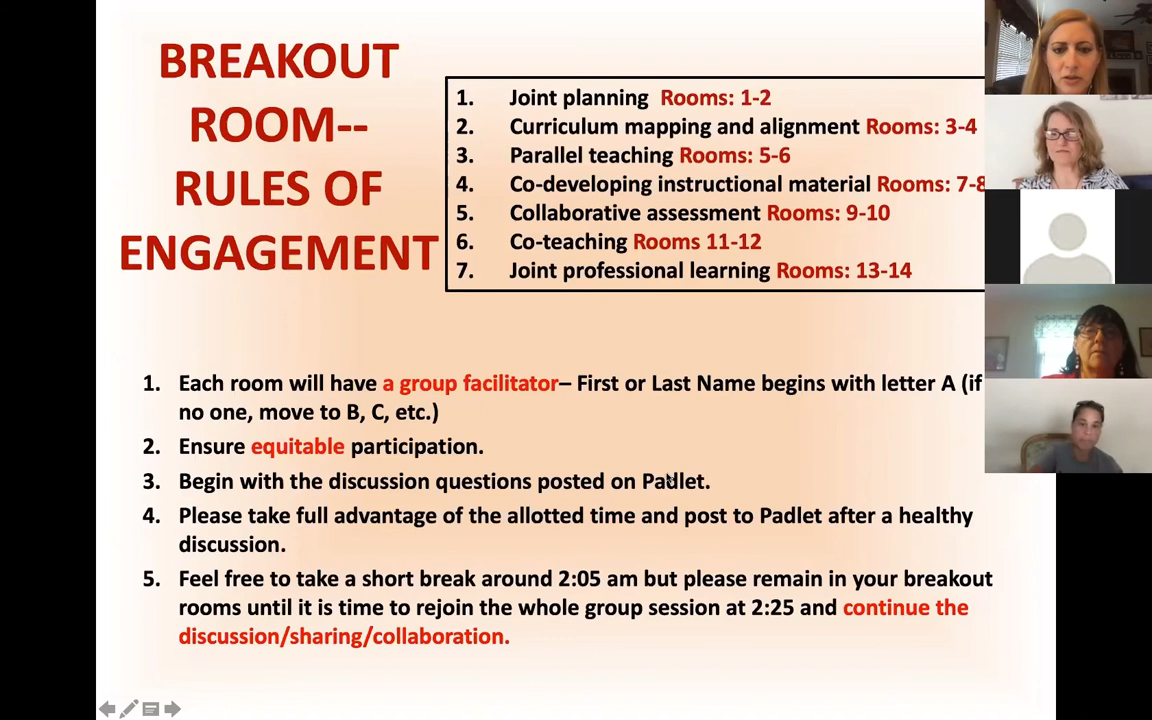 BREAKOUT
ROOM--
RULES OF
ENGAGEMENT
1. Joint planning Rooms: 1-2
2. Curriculum mapping and alignment Rooms: 3-4
3. Parallel teaching Rooms: 5-6
4. Co-developing instructional material Rooms: 7-8
5. Collaborative assessment Rooms: 9-10
6. Co-teaching Rooms 11-12
7. Joint professional learning Rooms: 13-14
1. Each room will have a group facilitator– First or Last Name begins with letter A (if
no one, move to B, C, etc.)
2. Ensure equitable participation.
3. Begin with the discussion questions posted on Padlet.
4. Please take full advantage of the allotted time and post to Padlet after a healthy
discussion.
5. Feel free to take a short break around 2:05 am but please remain in your breakout
rooms until it is time to rejoin the whole group session at 2:25 and continue the
discussion/sharing/collaboration.